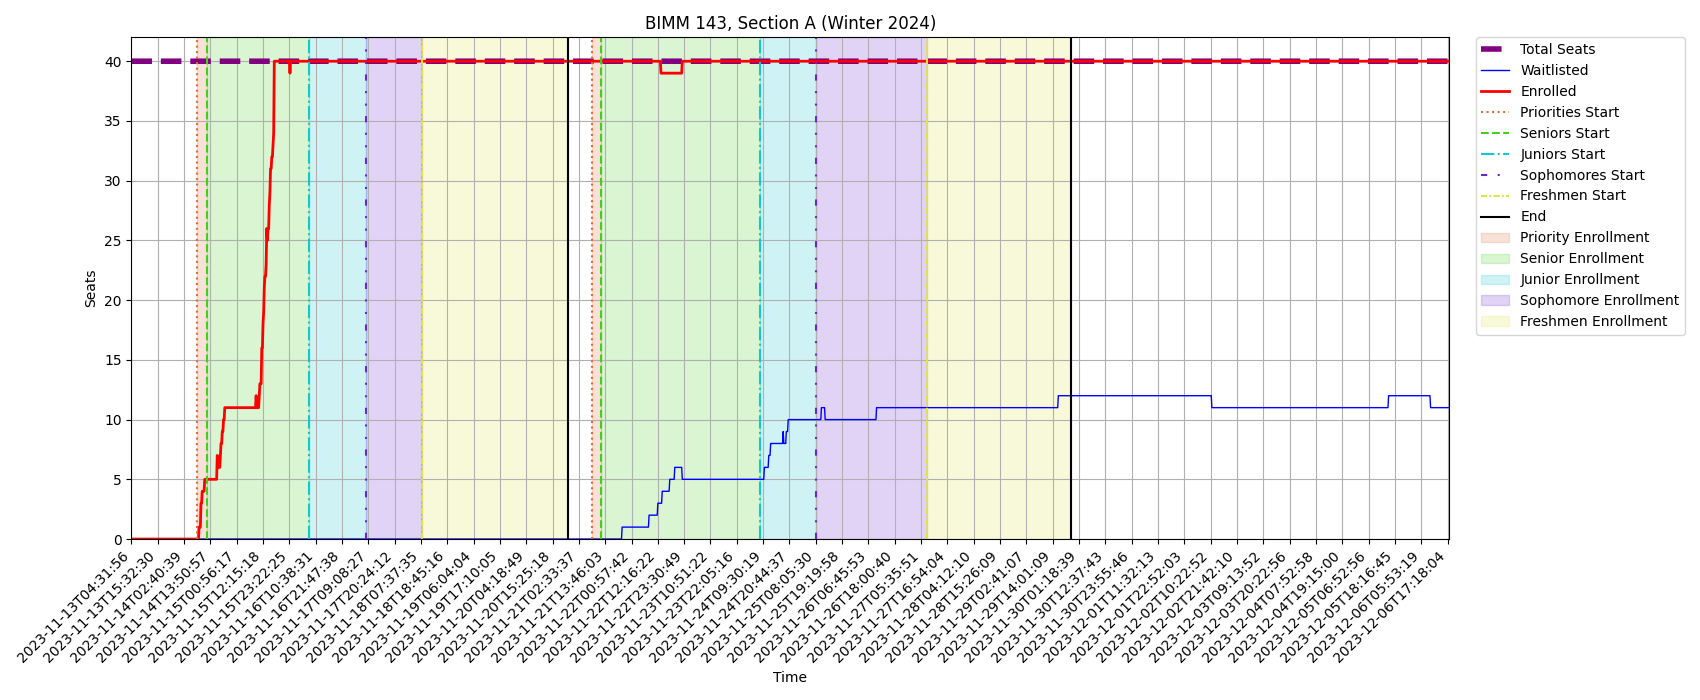 BIMM 143, Section A (Winter 2024)
Seats
40
35
30
25
20
15
10
5
0
2023-11-13T04:31:56
2023-11-13T15:32:30
2023-11-14T02:40:39
2023-11-14T13:50:57
2023-11-15T00:56:17
2023-11-15T12:15:18
2023-11-15T23:22:25
2023-11-16T10:38:31
2023-11-16T21:47:38
2023-11-17T09:08:27
2023-11-17T20:24:12
2023-11-18T07:37:35
2023-11-18T18:45:16
2023-11-19T06:04:04
2023-11-19T17:10:05
2023-11-20T04:18:49
2023-11-20T15:25:18
2023-11-21T02:33:37
2023-11-21T13:46:03
2023-11-22T00:57:42
2023-11-22T12:16:22
2023-11-22T23:30:49
2023-11-23T10:51:22
2023-11-23T22:05:16
2023-11-24T09:30:19
2023-11-24T20:44:37
2023-11-25T08:05:30
2023-11-25T19:19:58
2023-11-26T06:45:53
2023-11-26T18:00:40
2023-11-27T05:35:51
2023-11-27T16:54:04
2023-11-28T04:12:10
2023-11-28T15:26:09
2023-11-29T02:41:07
2023-11-29T14:01:09
2023-11-30T01:18:39
2023-11-30T12:37:43
2023-11-30T23:55:46
2023-12-01T11:32:13
2023-12-01T22:52:03
2023-12-02T10:22:52
2023-12-02T21:42:10
2023-12-03T09:13:52
2023-12-03T20:22:56
2023-12-04T07:52:58
2023-12-04T19:15:00
2023-12-05T06:52:56
2023-12-05T18:16:45
2023-12-06T05:53:19
2023-12-06T17:18:04
Time
Total Seats
Waitlisted
Enrolled
Priorities Start
Seniors Start
Juniors Start
Sophomores Start
Freshmen Start
End
Priority Enrollment
Senior Enrollment
Junior Enrollment
Sophomore Enrollment
Freshmen Enrollment